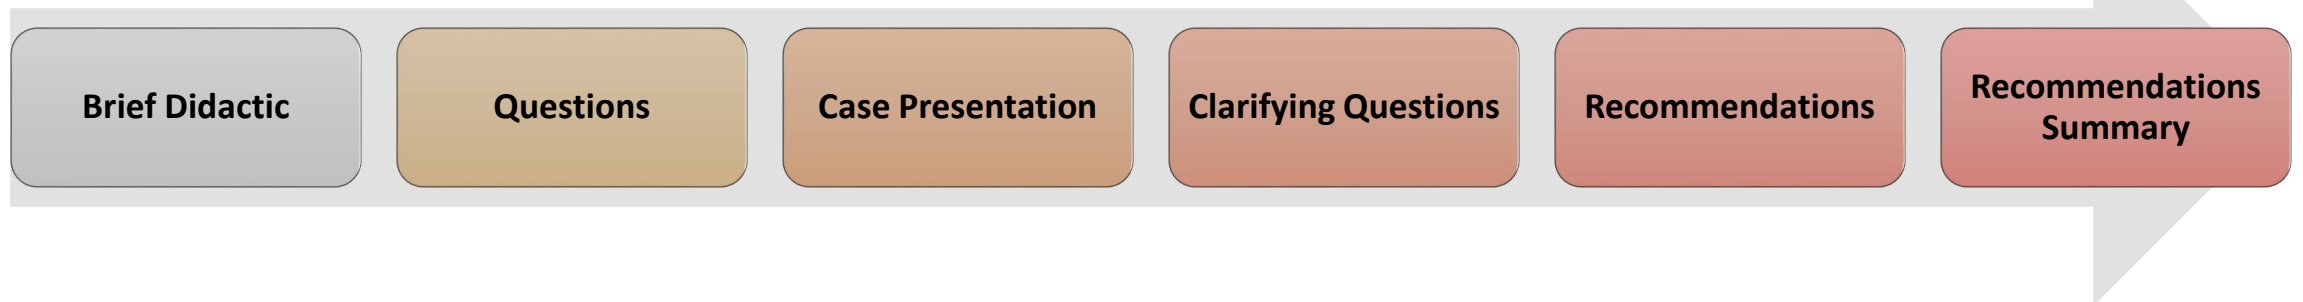 Brief Didactic
Questions
Case Presentation
Clarifying Questions
Recommendations
Recommendations
Summary